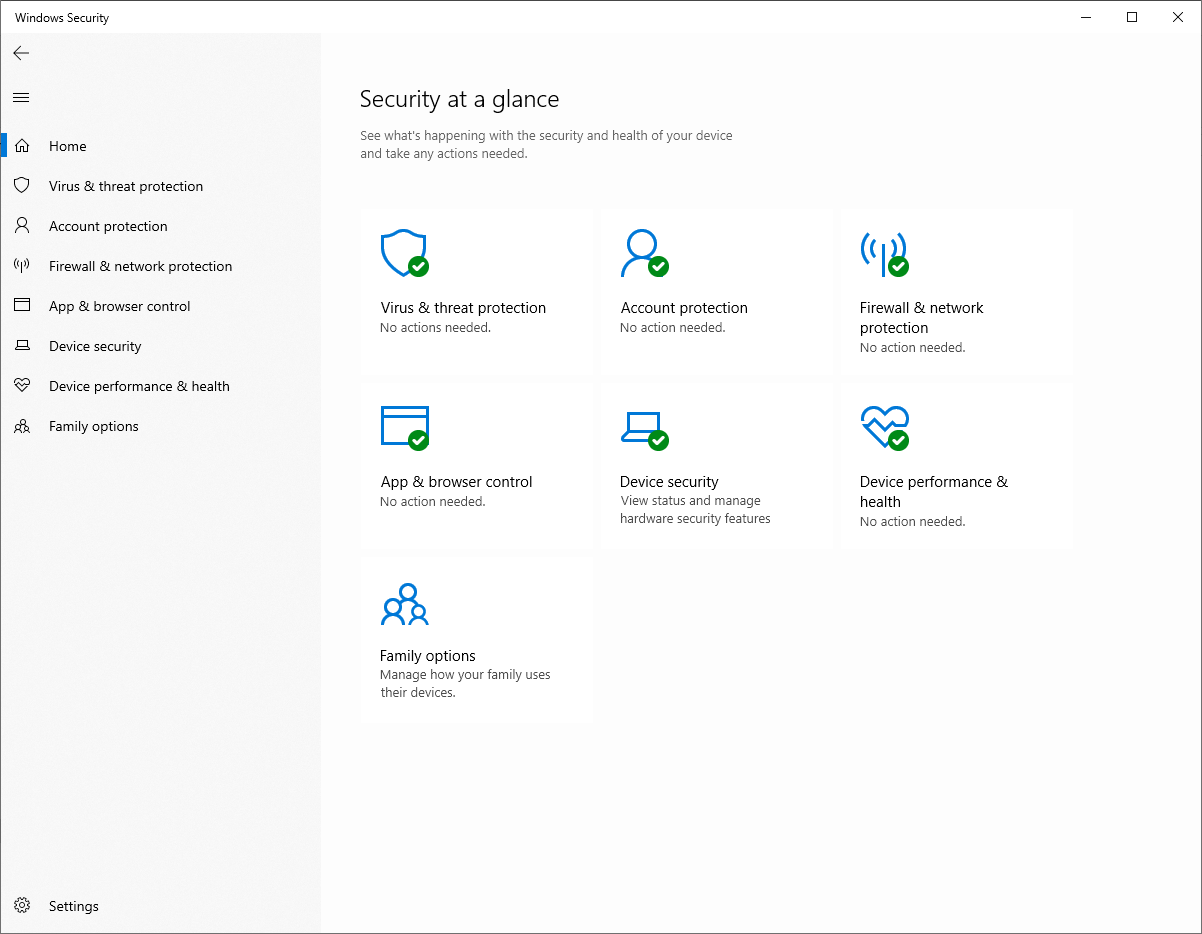 Windows Security
Home
Virus & threat protection
Account protection
Firewall & network protection
App & browser control
Device security
Device performance & health
Family options
Settings
Security at a glance
See what's happening with the security and health of your device
and take any actions needed.
Virus & threat protection
No actions needed.
Account protection
No action needed.
Firewall & network
protection
No action needed.
App & browser control
No action needed.
Device security
View status and manage
hardware security features
Device performance &
health
No action needed.
Family options
Manage how your family uses
their devices.